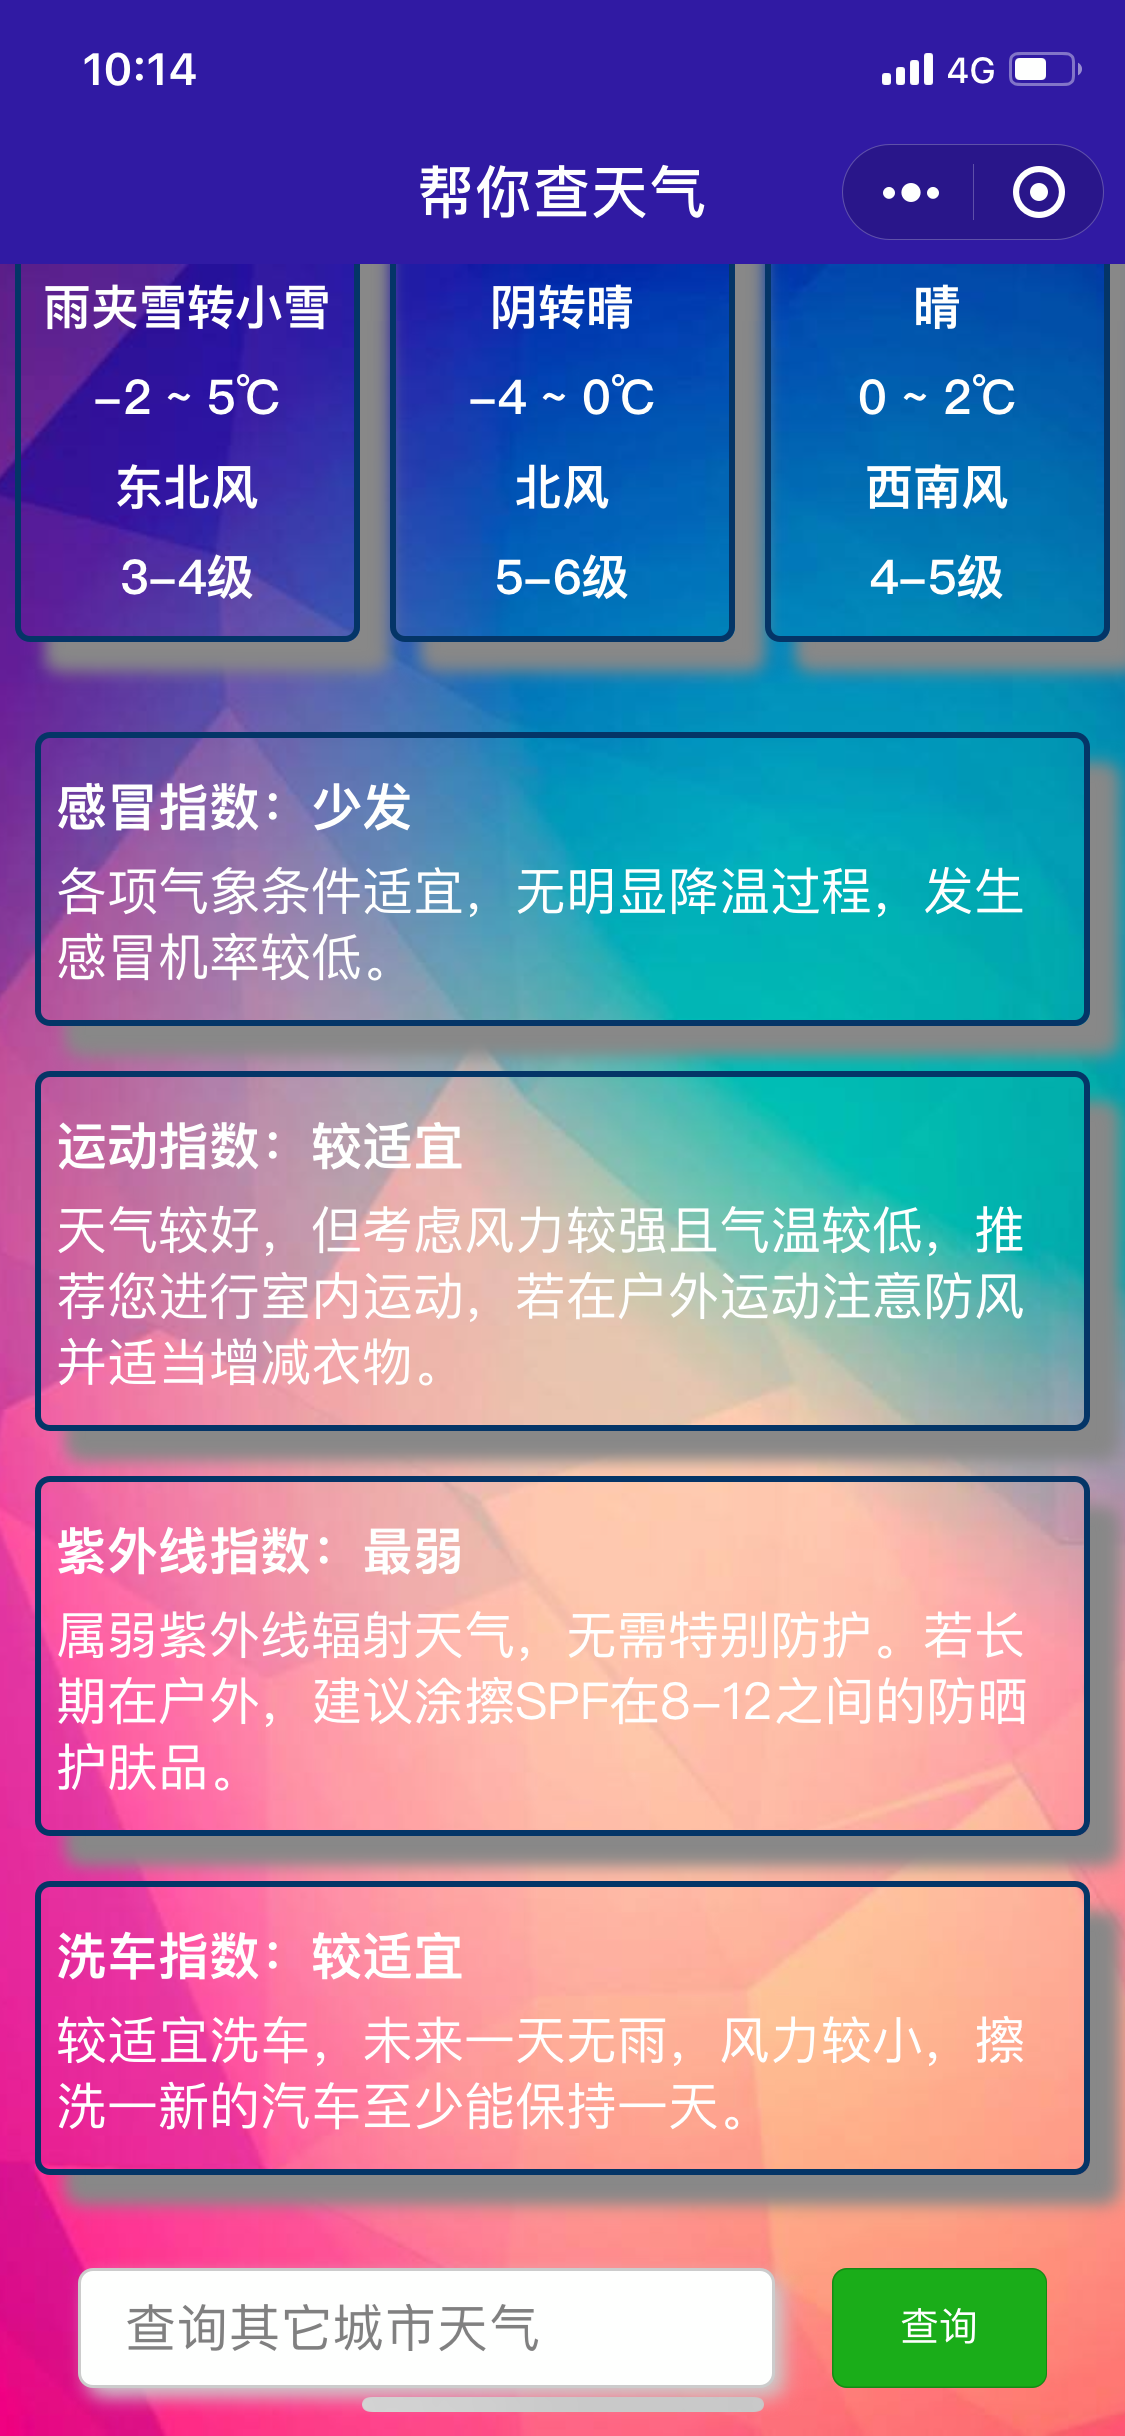 10:14
4G
帮你查天气
雨夹雪转小雪
-2 ~ 5℃
东北风
3-4级
阴转晴
-4 ~ 0℃
北风
5-6级
晴
0 ~ 2℃
西南风
4-5级
感冒指数：少发
各项气象条件适宜，无明显降温过程，发生
感冒机率较低。
运动指数：较适宜
天气较好，但考虑风力较强且气温较低，推
荐您进行室内运动，若在户外运动注意防风
并适当增减衣物。
紫外线指数：最弱
属弱紫外线辐射天气，无需特别防护。若长
期在户外，建议涂擦SPF在8-12之间的防晒
护肤品。
洗车指数：较适宜
较适宜洗车，未来一天无雨，风力较小，擦
洗一新的汽车至少能保持一天。
查询其它城市天气
查询